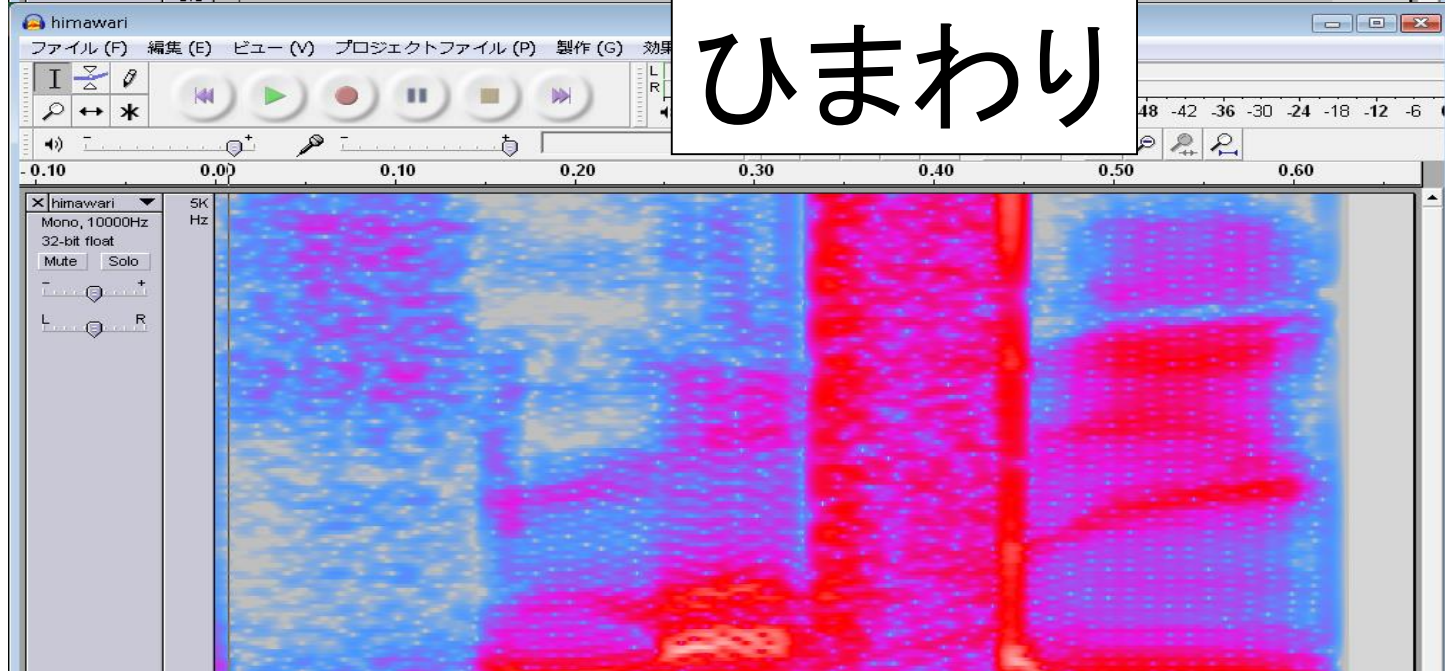 himawari
ひまわり
ファイル (F) 編集 (E) ビュー (V) プロジェクトファイル (P) 製作 (G) 効果
L
R
-42 -36 -30 -24 -18 -12 -6
- 0.10 0.00 0.10 0.20 0.30 0.40 0.50 0.60
himawari
Mono, 10000Hz
32-bit float
Mute Solo
- +
L R
5K
Hz